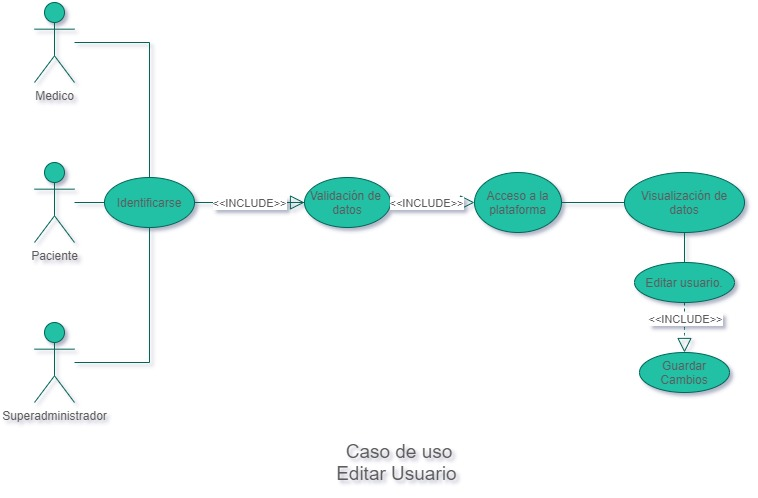 Medico
Paciente
Superadministrador
Identificarse
<<INCLUDE>>
Validación de
datos
<<INCLUDE>>
Acceso a la
plataforma
Visualización de
datos
Editar usuario.
<<INCLUDE>>
Guardar
Cambios
Caso de uso
Editar Usuario